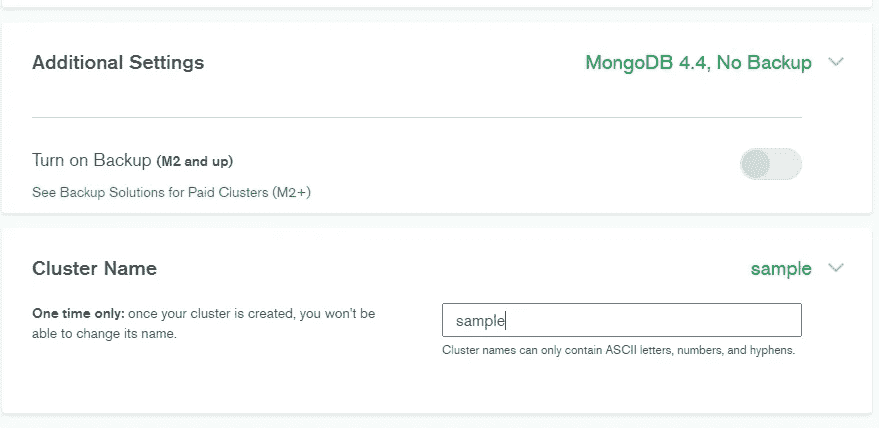 Additional Settings
MongoDB 4.4, No Backup
Turn on Backup (M2 and up)
See Backup Solutions for Paid Clusters (M2+)
Cluster Name
sample
One time only: once your cluster is created, you won't be
able to change its name.
sample
Cluster names can only contain ASCII letters, numbers, and hyphens.